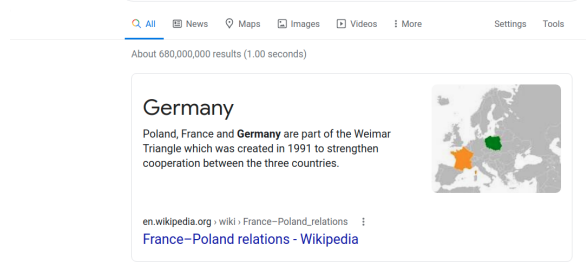 All News Maps Images Videos More Settings Tools
About 680,000,000 results (1.00 seconds)
Germany
Poland, France and Germany are part of the Weimar
Triangle which was created in 1991 to strengthen
cooperation between the three countries.
en.wikipedia.org › wiki › France–Poland_relations
France–Poland relations - Wikipedia